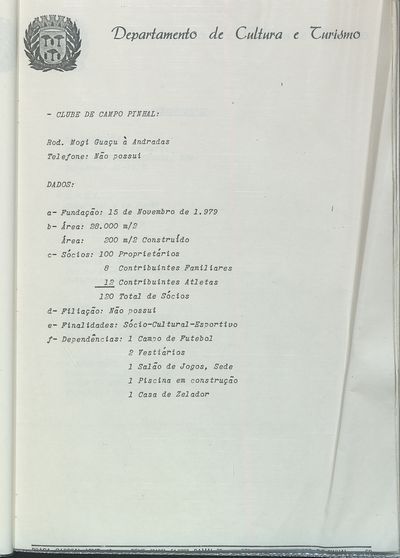 Departamento de Cultura e Turismo
- CLUBE DE CAMPO PINHAL:
Rod. Mogi Guaçu à Andradas
Telefone: Não possui
DADOS:
a- Fundação: 15 de Novembro de 1.979
b- Área: 28.000 m/2
Área: 200 m/2 Construído
c- Sócios: 100 Proprietários
8 Contribuintes Familiares
12 Contribuintes Atletas
120 Total de Sócios
d- Filiação: Não possui
e- Finalidades: Sócio-Cultural-Esportivo
f- Dependências: 1 Campo de Futebol
2 Vestiários
1 Salão de Jogos, Sede
1 Piscina em construção
1 Casa de Zelador